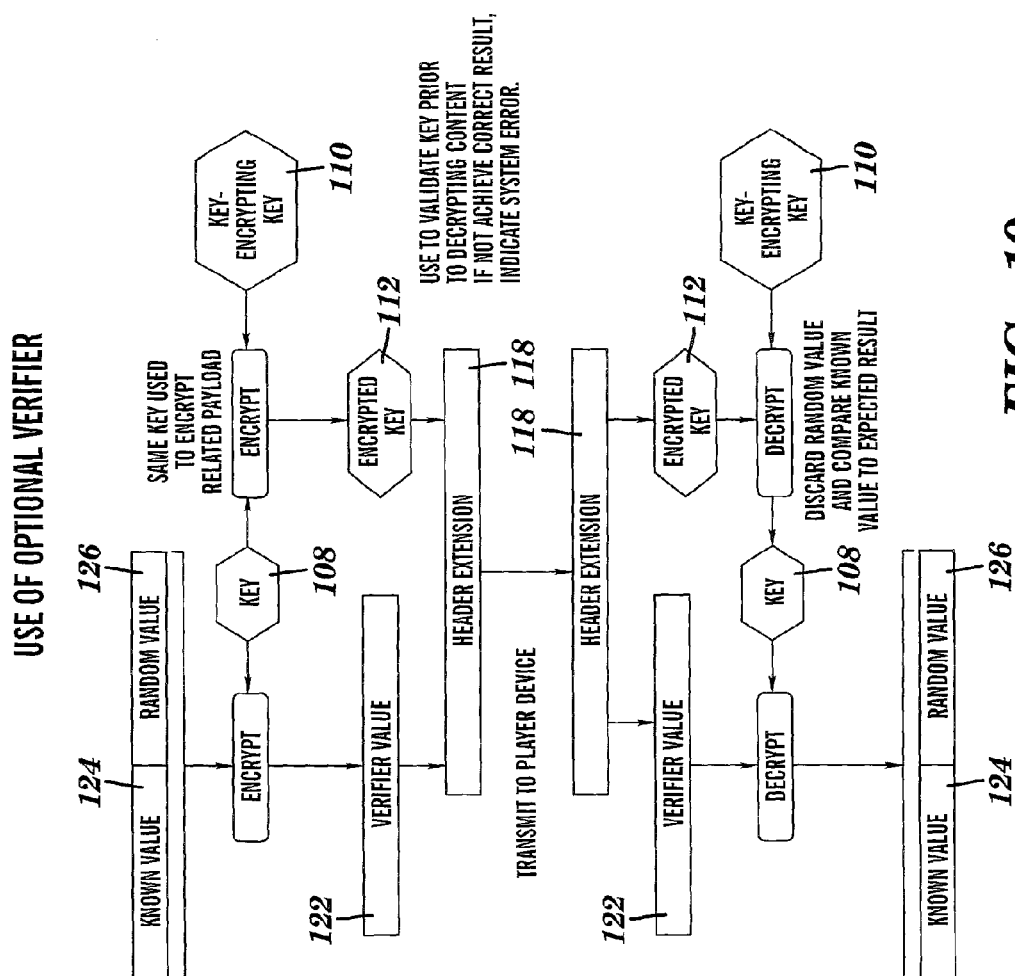 USE OF OPTIONAL VERIFIER
124
126
KNOWN VALUE
RANDOM VALUE
SAME KEY USED
TO ENCRYPT
RELATED PAYLOAD
ENCRYPT
KEY
108
ENCRYPT
KEY-
ENCRYPTING
KEY
110
122
VERIFIER VALUE
ENCRYPTED
KEY
112
HEADER EXTENSION
118
USE TO VALIDATE KEY PRIOR
TO DECRYPTING CONTENT
IF NOT ACHIEVE CORRECT RESULT,
INDICATE SYSTEM ERROR.
TRANSMIT TO PLAYER DEVICE
HEADER EXTENSION
118
122
VERIFIER VALUE
ENCRYPTED
KEY
112
DECRYPT
KEY
108
DECRYPT
KEY-
ENCRYPTING
KEY
110
DISCARD RANDOM VALUE
AND COMPARE KNOWN
VALUE TO EXPECTED RESULT
KNOWN VALUE
RANDOM VALUE
124
126
FIG.